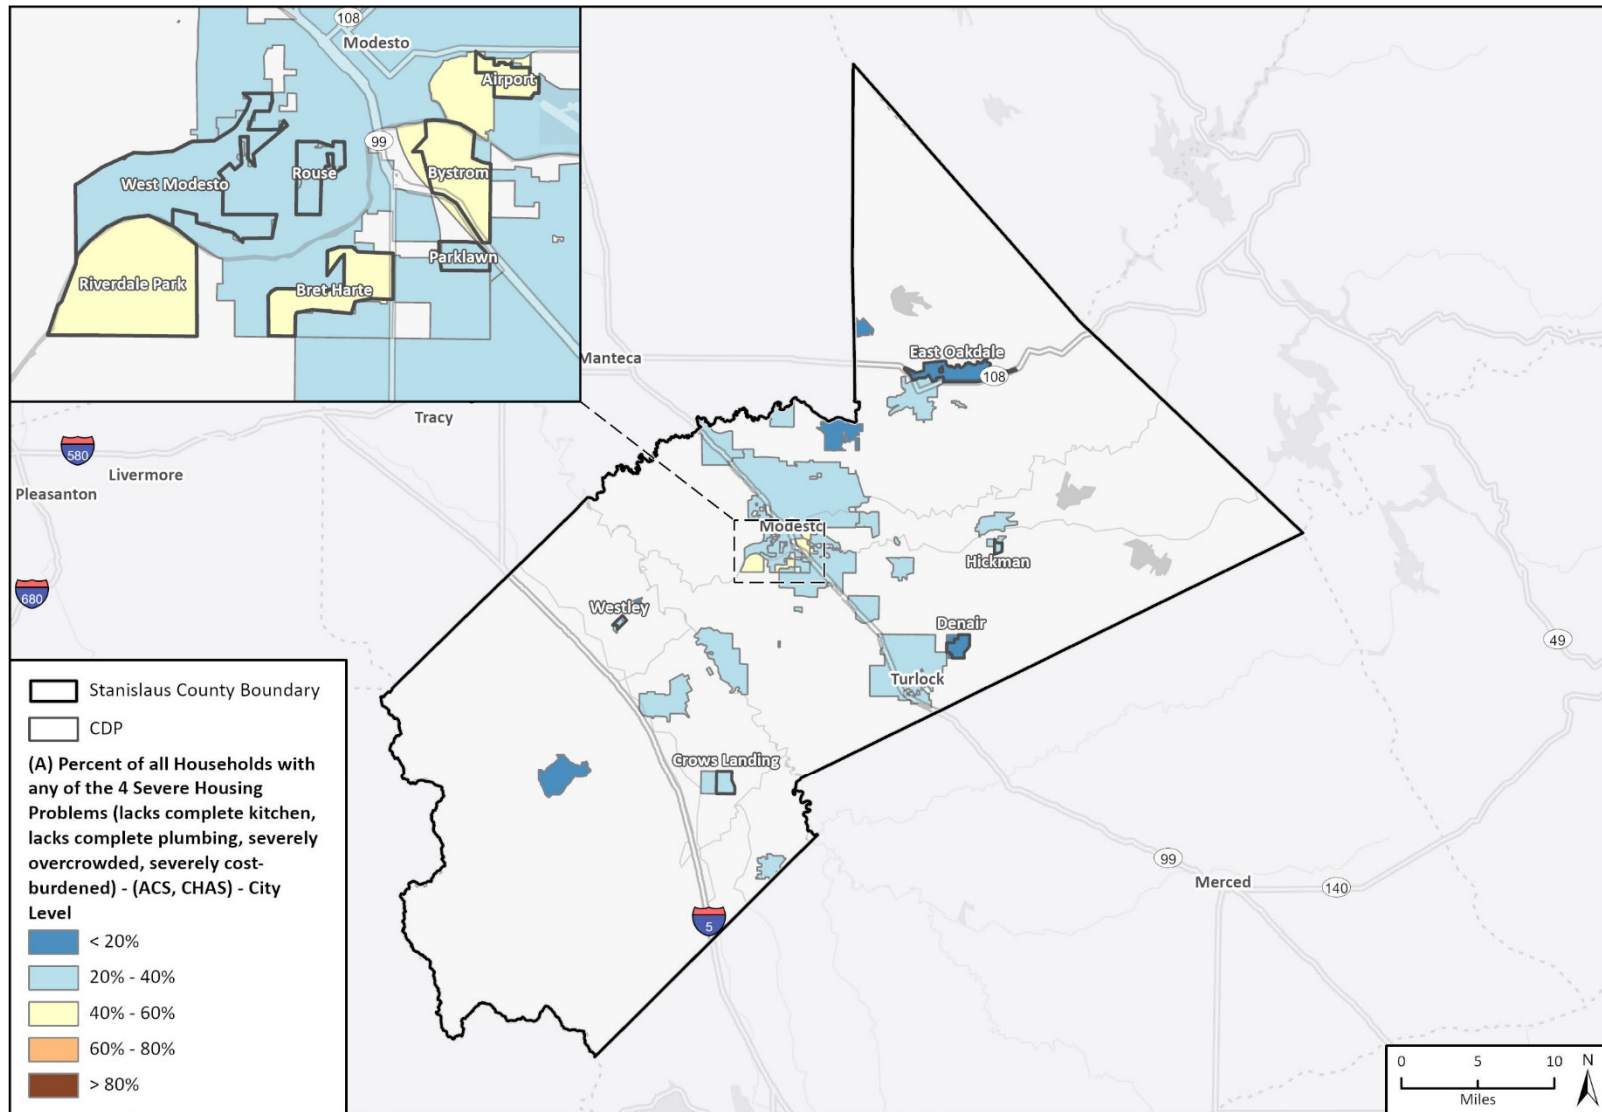 108
Modesto
Airport
99
Bystrom
West Modesto
Rouse
Parklawn
Riverdale Park
Bret Harte
Manteca
Tracy
580
Livermore
Pleasanton
680
East Oakdale
108
Modesto
Hickman
Westley
Denair
Turlock
49
Crows Landing
5
99
Merced
140
Stanislaus County Boundary
CDP
(A) Percent of all Households with
any of the 4 Severe Housing
Problems (lacks complete kitchen,
lacks complete plumbing, severely
overcrowded, severely cost-
burdened) - (ACS, CHAS) - City
Level
< 20%
20% - 40%
40% - 60%
60% - 80%
> 80%
0 5 10
Miles
N